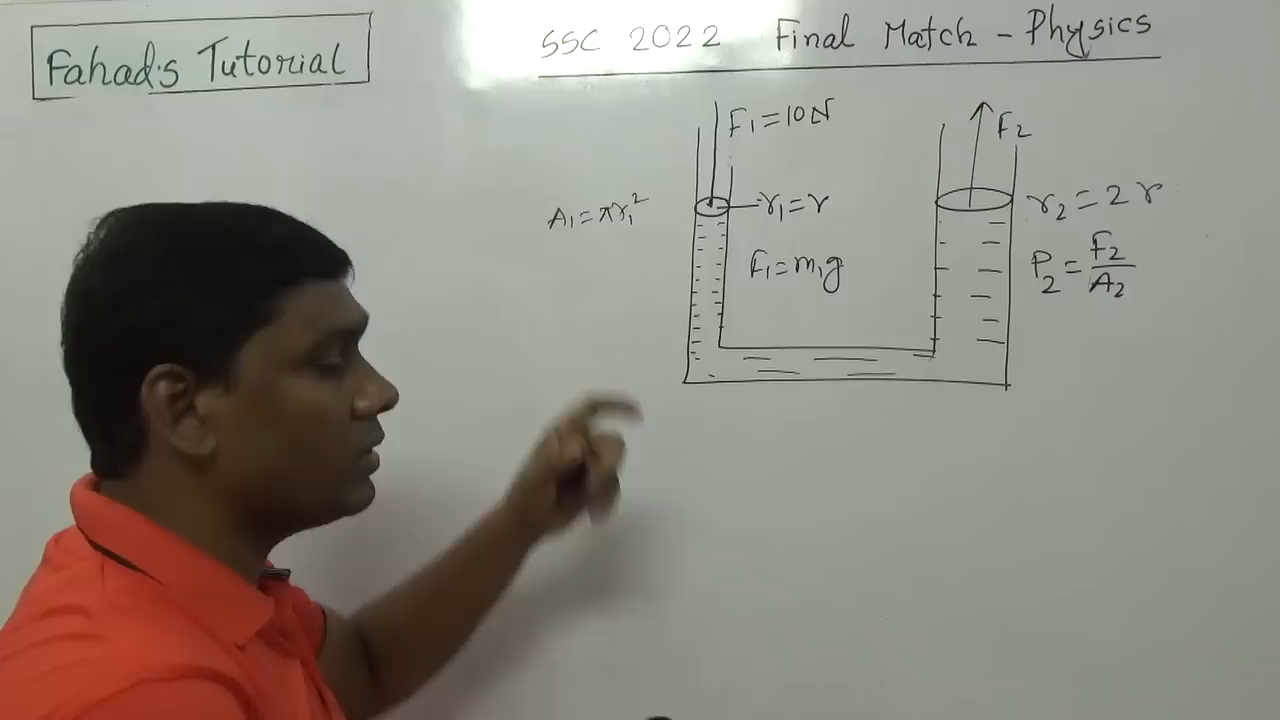 Fahad's Tutorial
SSC 2022 Final Match - Physics
F₁ = 10N
F₂
A₁ = πr₁²
r₁ = r
r₂ = 2r
F₁ = m₁g
P₂ = F₂/A₂